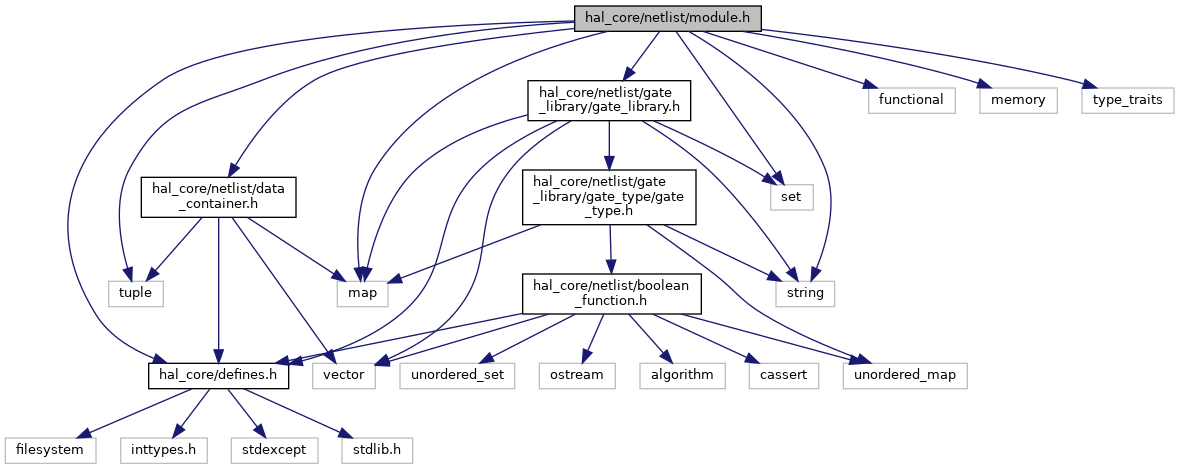 hal_core/netlist/module.h
hal_core/netlist/gate
_library/gate_library.h
functional
memory
type_traits
hal_core/netlist/data
_container.h
hal_core/netlist/gate
_library/gate_type/gate
_type.h
set
tuple
map
hal_core/netlist/boolean
_function.h
string
hal_core/defines.h
vector
unordered_set
ostream
algorithm
cassert
unordered_map
filesystem
inttypes.h
stdexcept
stdlib.h